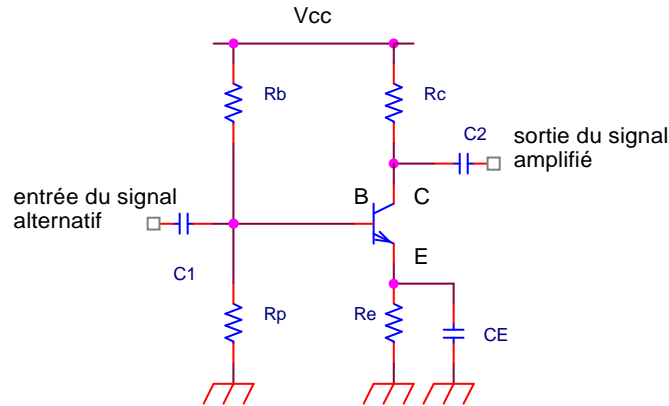 Vcc
Rb
Rc
C2
sortie du signal
amplifié
entrée du signal
alternatif
B
C
E
C1
Rp
Re
CE